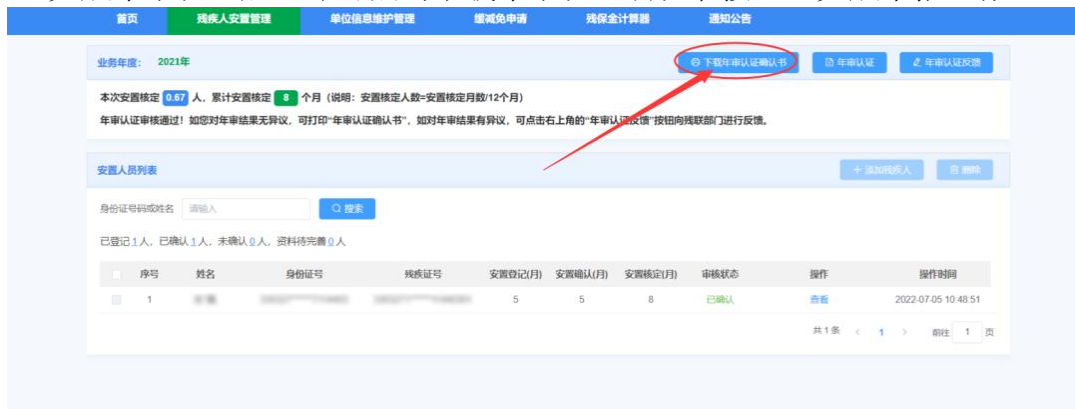 首页 残疾人安置管理 单位信息维护管理 缓减免申请 残保金计算器 通知公告
业务年度： 2021年 下载年审认证确认书 年审认证 年审认证反馈
本次安置核定 0.67 人，累计安置核定 8 个月（说明：安置核定人数=安置核定月数/12个月）
年审认证审核通过！如您对年审结果无异议，可打印“年审认证确认书”，如对年审结果有异议，可点击右上角的“年审认证反馈”按钮向残联部门进行反馈。
安置人员列表 + 添加残疾人 删除
身份证号码或姓名 请输入 搜索
已登记1人，已确认1人，未确认0人，资料待完善0人
序号 姓名 身份证号 残疾证号 安置登记(月) 安置确认(月) 安置核定(月) 审核状态 操作 操作时间
1 5 5 8 已确认 查看 2022-07-05 10:48:51
共1条 < 1 > 前往 1 页